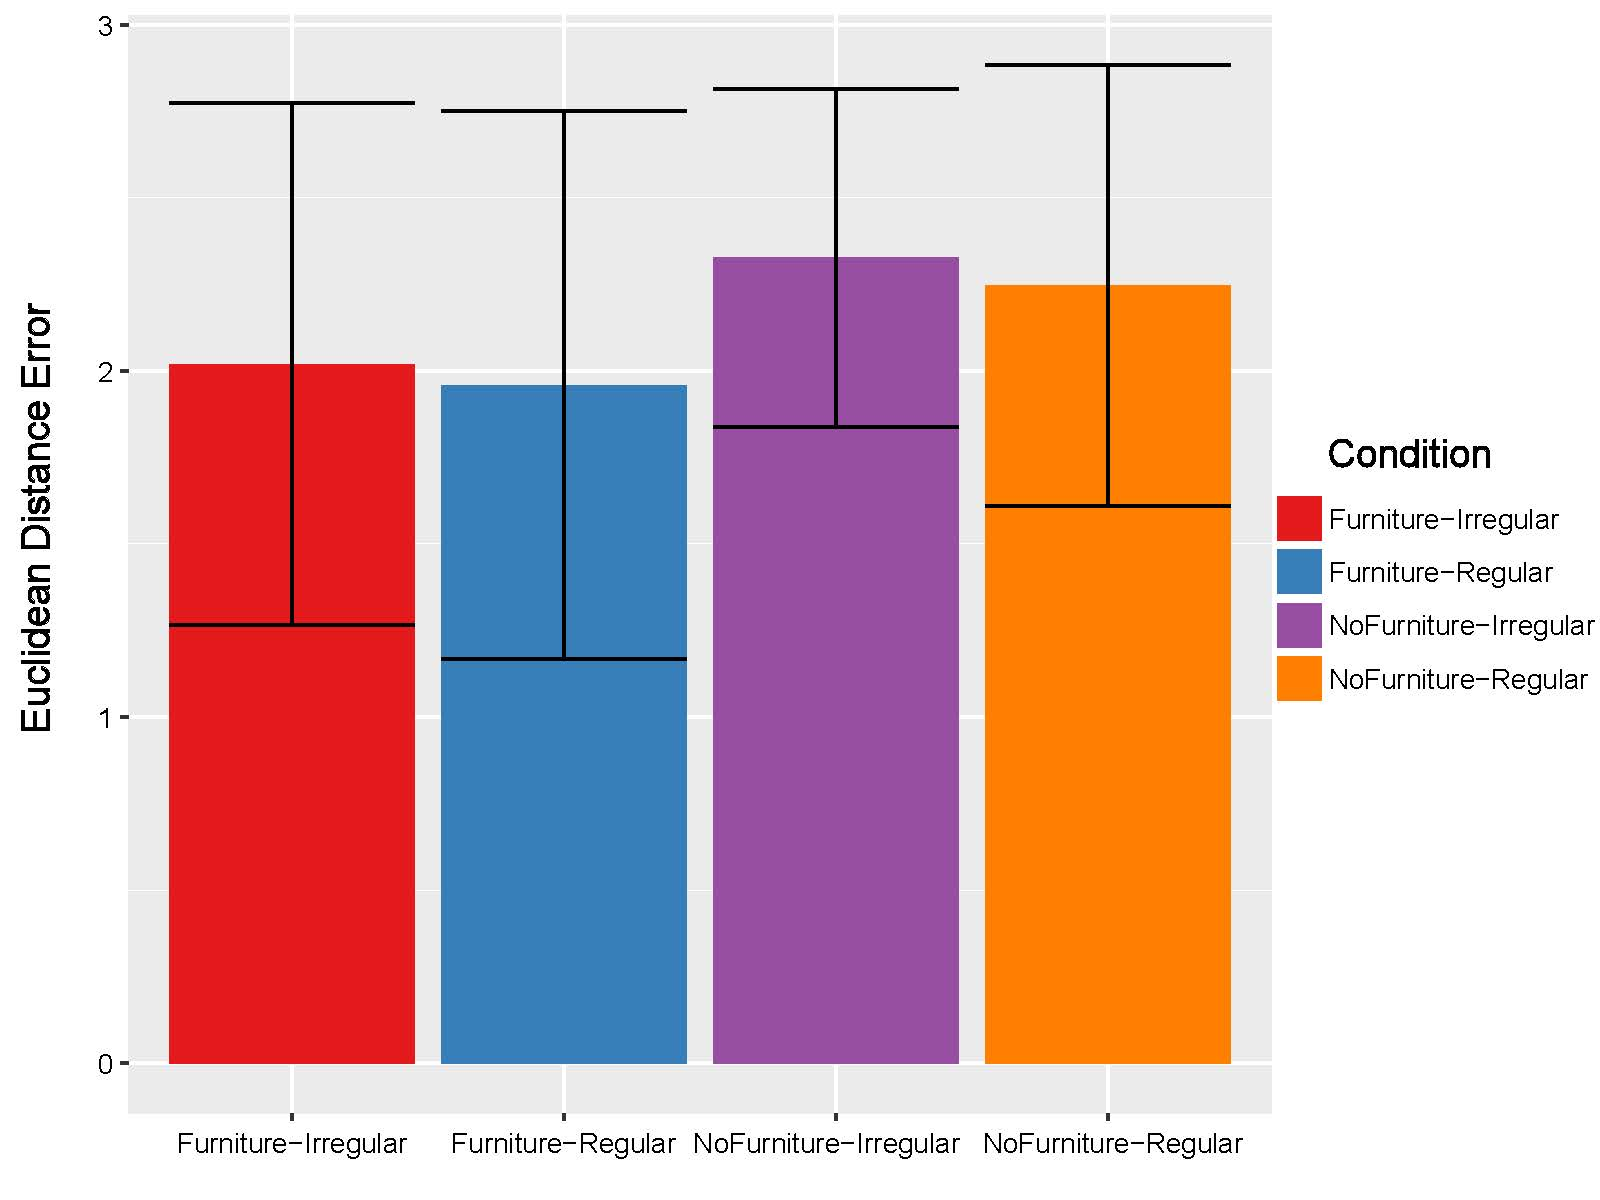 3
2
1
0
Euclidean Distance Error
Furniture−Irregular
Furniture−Regular
NoFurniture−Irregular
NoFurniture−Regular
Condition
Furniture−Irregular
Furniture−Regular
NoFurniture−Irregular
NoFurniture−Regular